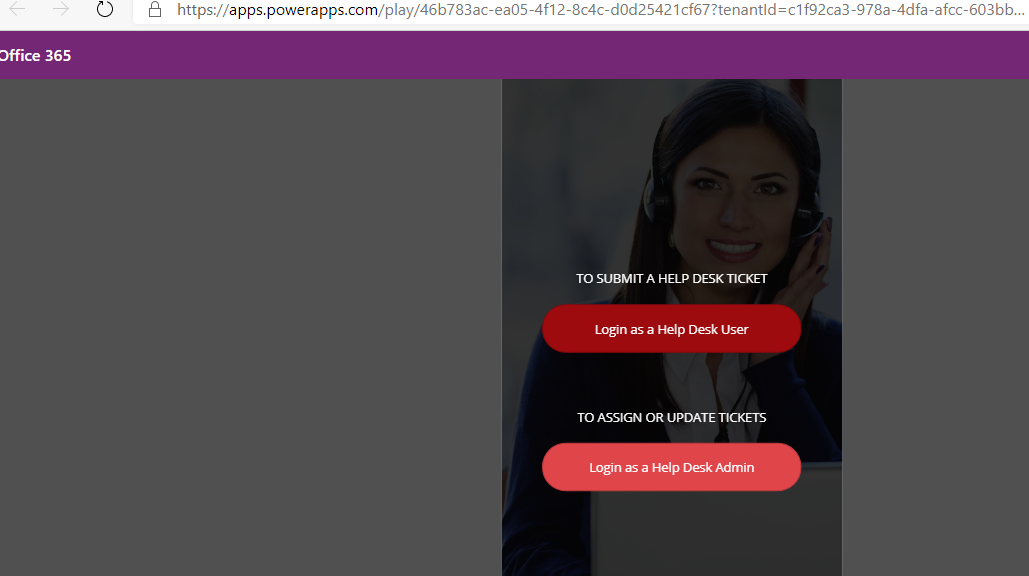 https://apps.powerapps.com/play/46b783ac-ea05-4f12-8c4c-d0d25421cf67?tenantId=c1f92ca3-978a-4dfa-afcc-603bb...
Office 365
TO SUBMIT A HELP DESK TICKET
Login as a Help Desk User
TO ASSIGN OR UPDATE TICKETS
Login as a Help Desk Admin